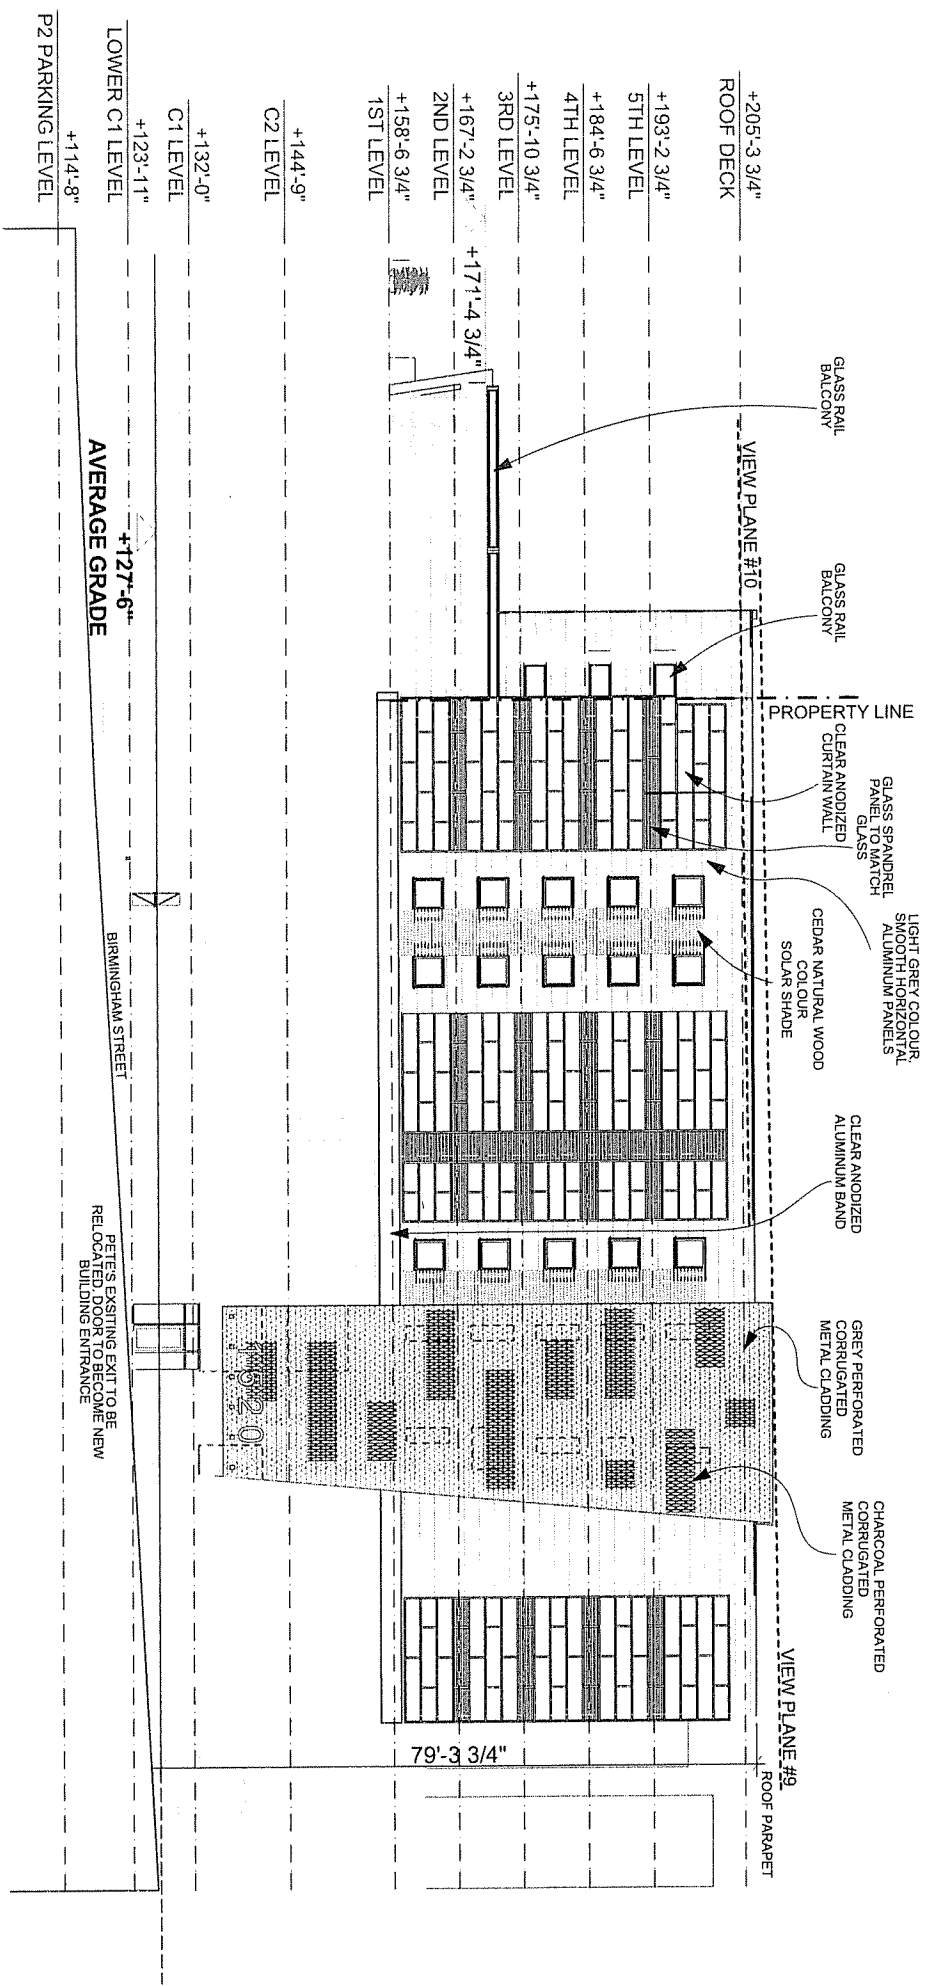 +205'-3 3/4"
ROOF DECK
+193'-2 3/4"
5TH LEVEL
+184'-6 3/4"
4TH LEVEL
+175'-10 3/4"
3RD LEVEL
+167'-2 3/4"
2ND LEVEL
+158'-6 3/4"
1ST LEVEL
+144'-9"
C2 LEVEL
+132'-0"
C1 LEVEL
+123'-11"
LOWER C1 LEVEL
+114'-8"
P2 PARKING LEVEL
+171'-4 3/4"
GLASS RAIL
BALCONY
VIEW PLANE #10
GLASS RAIL
BALCONY
PROPERTY LINE
CLEAR ANODIZED
CURTAIN WALL
GLASS SPANDREL
PANEL TO MATCH
GLASS
LIGHT GREY COLOUR,
SMOOTH HORIZONTAL
ALUMINUM PANELS
CEDAR NATURAL WOOD
COLOUR
SOLAR SHADE
CLEAR ANODIZED
ALUMINUM BAND
GREY PERFORATED
CORRUGATED
METAL CLADDING
CHARCOAL PERFORATED
CORRUGATED
METAL CLADDING
VIEW PLANE #9
ROOF PARAPET
79'-3 3/4"
1520
+127'-6"
AVERAGE GRADE
BIRMINGHAM STREET
PETE'S EXSITING EXIT TO BE
RELOCATED, DOOR TO BECOME NEW
BUILDING ENTRANCE